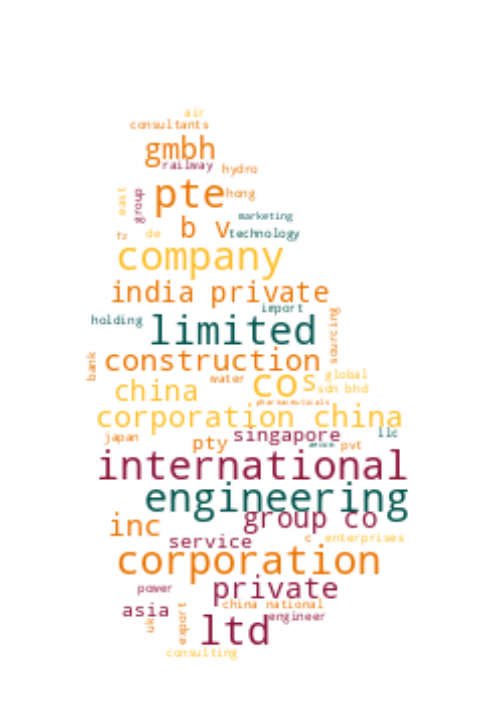 air
consultants
gmbh
railway
hydro
east
group
pte
hong
marketing
b v
technology
fz
de
company
india private
import
holding
limited
sourcing
bank
construction
water
cos
global
sdn bhd
china
pharmaceuticals
corporation china
japan
pty
singapore
pvt
llc
international
engineering
inc
group co
service
c
enterprises
corporation
power
private
asia
uk
export
china national
engineer
ltd
consulting